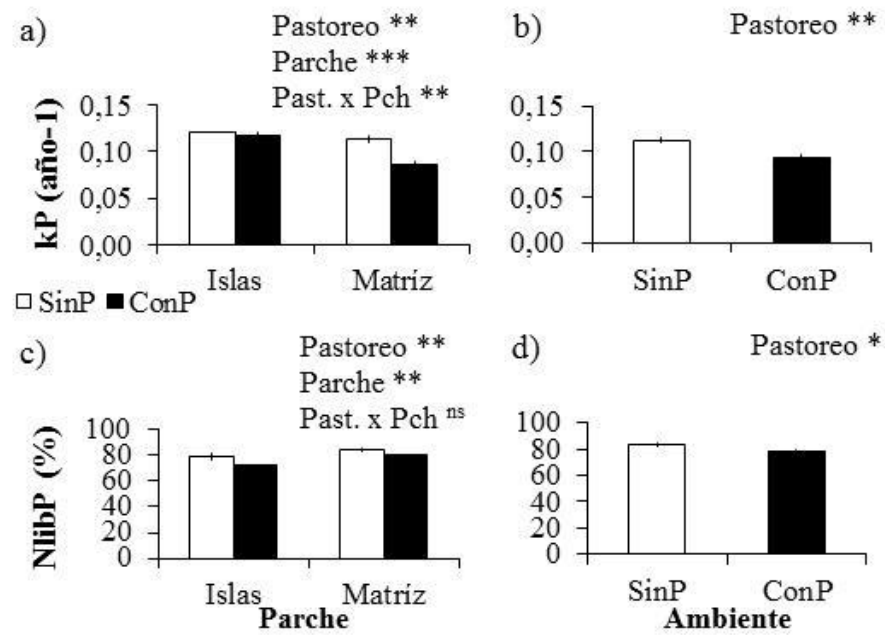 a)
Pastoreo **
Parche ***
Past. x Pch **
kP (año-1)
0,15
0,10
0,05
0,00
Islas
Matríz
b)
Pastoreo **
0,15
0,10
0,05
0,00
SinP
ConP
SinP ConP
c)
Pastoreo **
Parche **
Past. x Pch ns
NlibP (%)
100
80
60
40
20
0
Islas
Matríz
Parche
d)
Pastoreo *
100
80
60
40
20
0
SinP
ConP
Ambiente